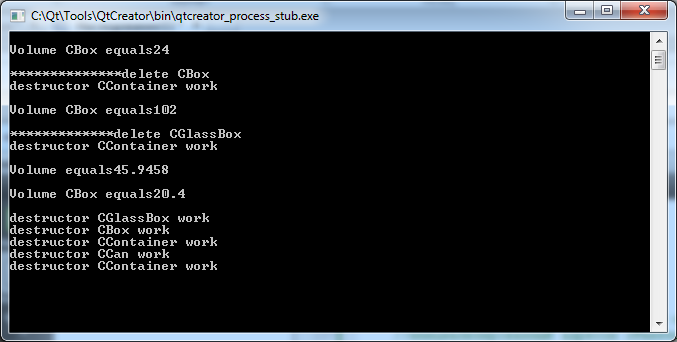 C:\Qt\Tools\QtCreator\bin\qtcreator_process_stub.exe
Volume CBox equals24
**************delete CBox
destructor CContainer work
Volume CBox equals102
*************delete CGlassBox
destructor CContainer work
Volume equals45.9458
Volume CBox equals20.4
destructor CGlassBox work
destructor CBox work
destructor CContainer work
destructor CCan work
destructor CContainer work